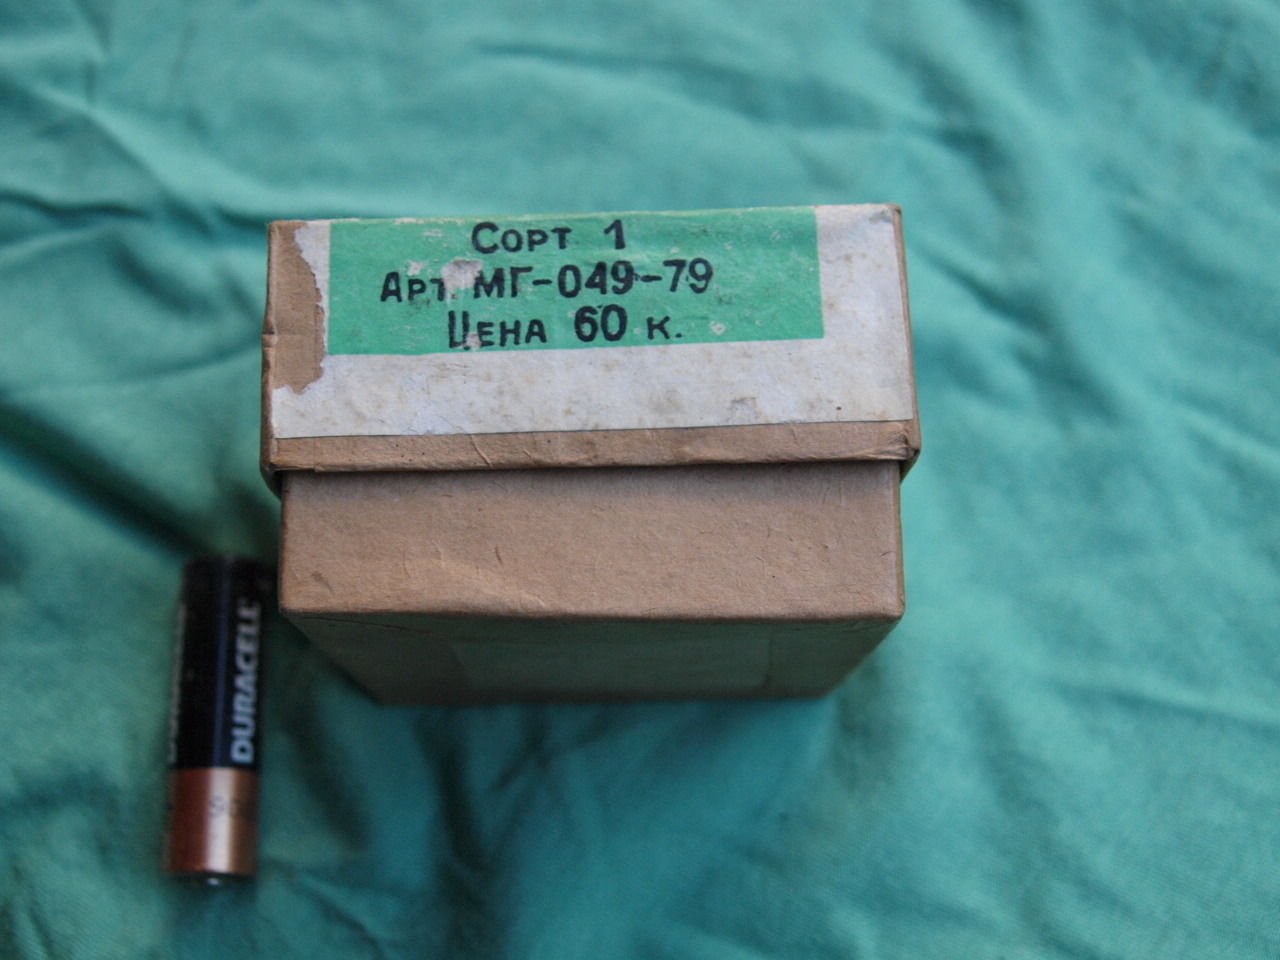 Сорт 1
Арт. МГ-049-79
Цена 60 к.
DURACELL